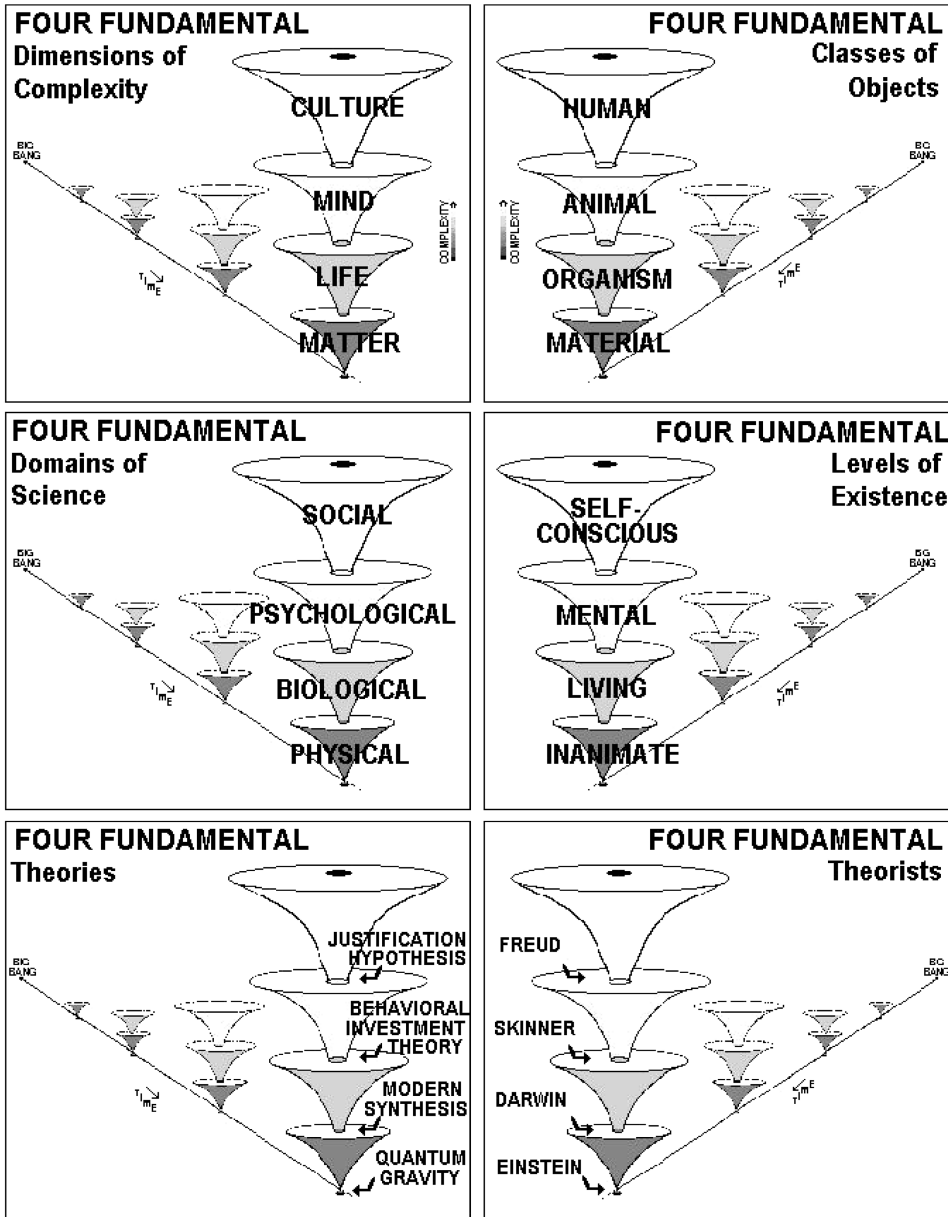 FOUR FUNDAMENTAL
Dimensions of
Complexity
BIG
BANG
CULTURE
MIND
LIFE
MATTER
COMPLEXITY
TImE
FOUR FUNDAMENTAL
Classes of
Objects
BIG
BANG
HUMAN
ANIMAL
ORGANISM
MATERIAL
COMPLEXITY
TImE
FOUR FUNDAMENTAL
Domains of
Science
BIG
BANG
SOCIAL
PSYCHOLOGICAL
BIOLOGICAL
PHYSICAL
TImE
FOUR FUNDAMENTAL
Levels of
Existence
BIG
BANG
SELF-
CONSCIOUS
MENTAL
LIVING
INANIMATE
TImE
FOUR FUNDAMENTAL
Theories
BIG
BANG
JUSTIFICATION
HYPOTHESIS
BEHAVIORAL
INVESTMENT
THEORY
MODERN
SYNTHESIS
QUANTUM
GRAVITY
TImE
FOUR FUNDAMENTAL
Theorists
BIG
BANG
FREUD
SKINNER
DARWIN
EINSTEIN
TImE